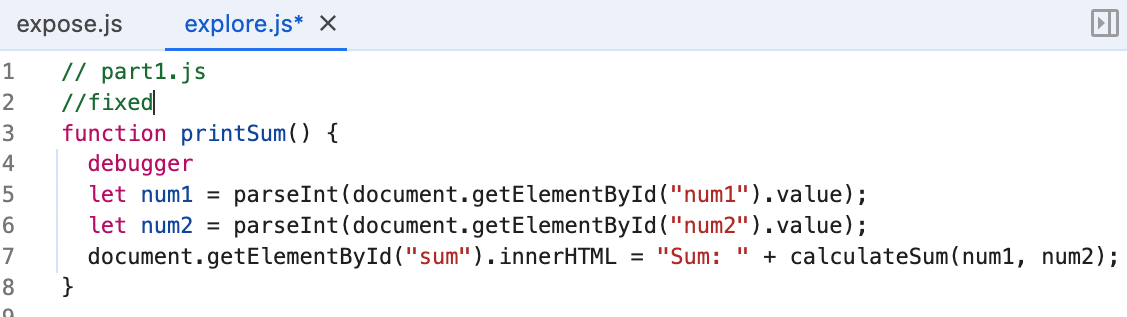 expose.js explore.js* ×
1 // part1.js
2 //fixed
3 function printSum() {
4 debugger
5 let num1 = parseInt(document.getElementById("num1").value);
6 let num2 = parseInt(document.getElementById("num2").value);
7 document.getElementById("sum").innerHTML = "Sum: " + calculateSum(num1, num2);
8 }
9